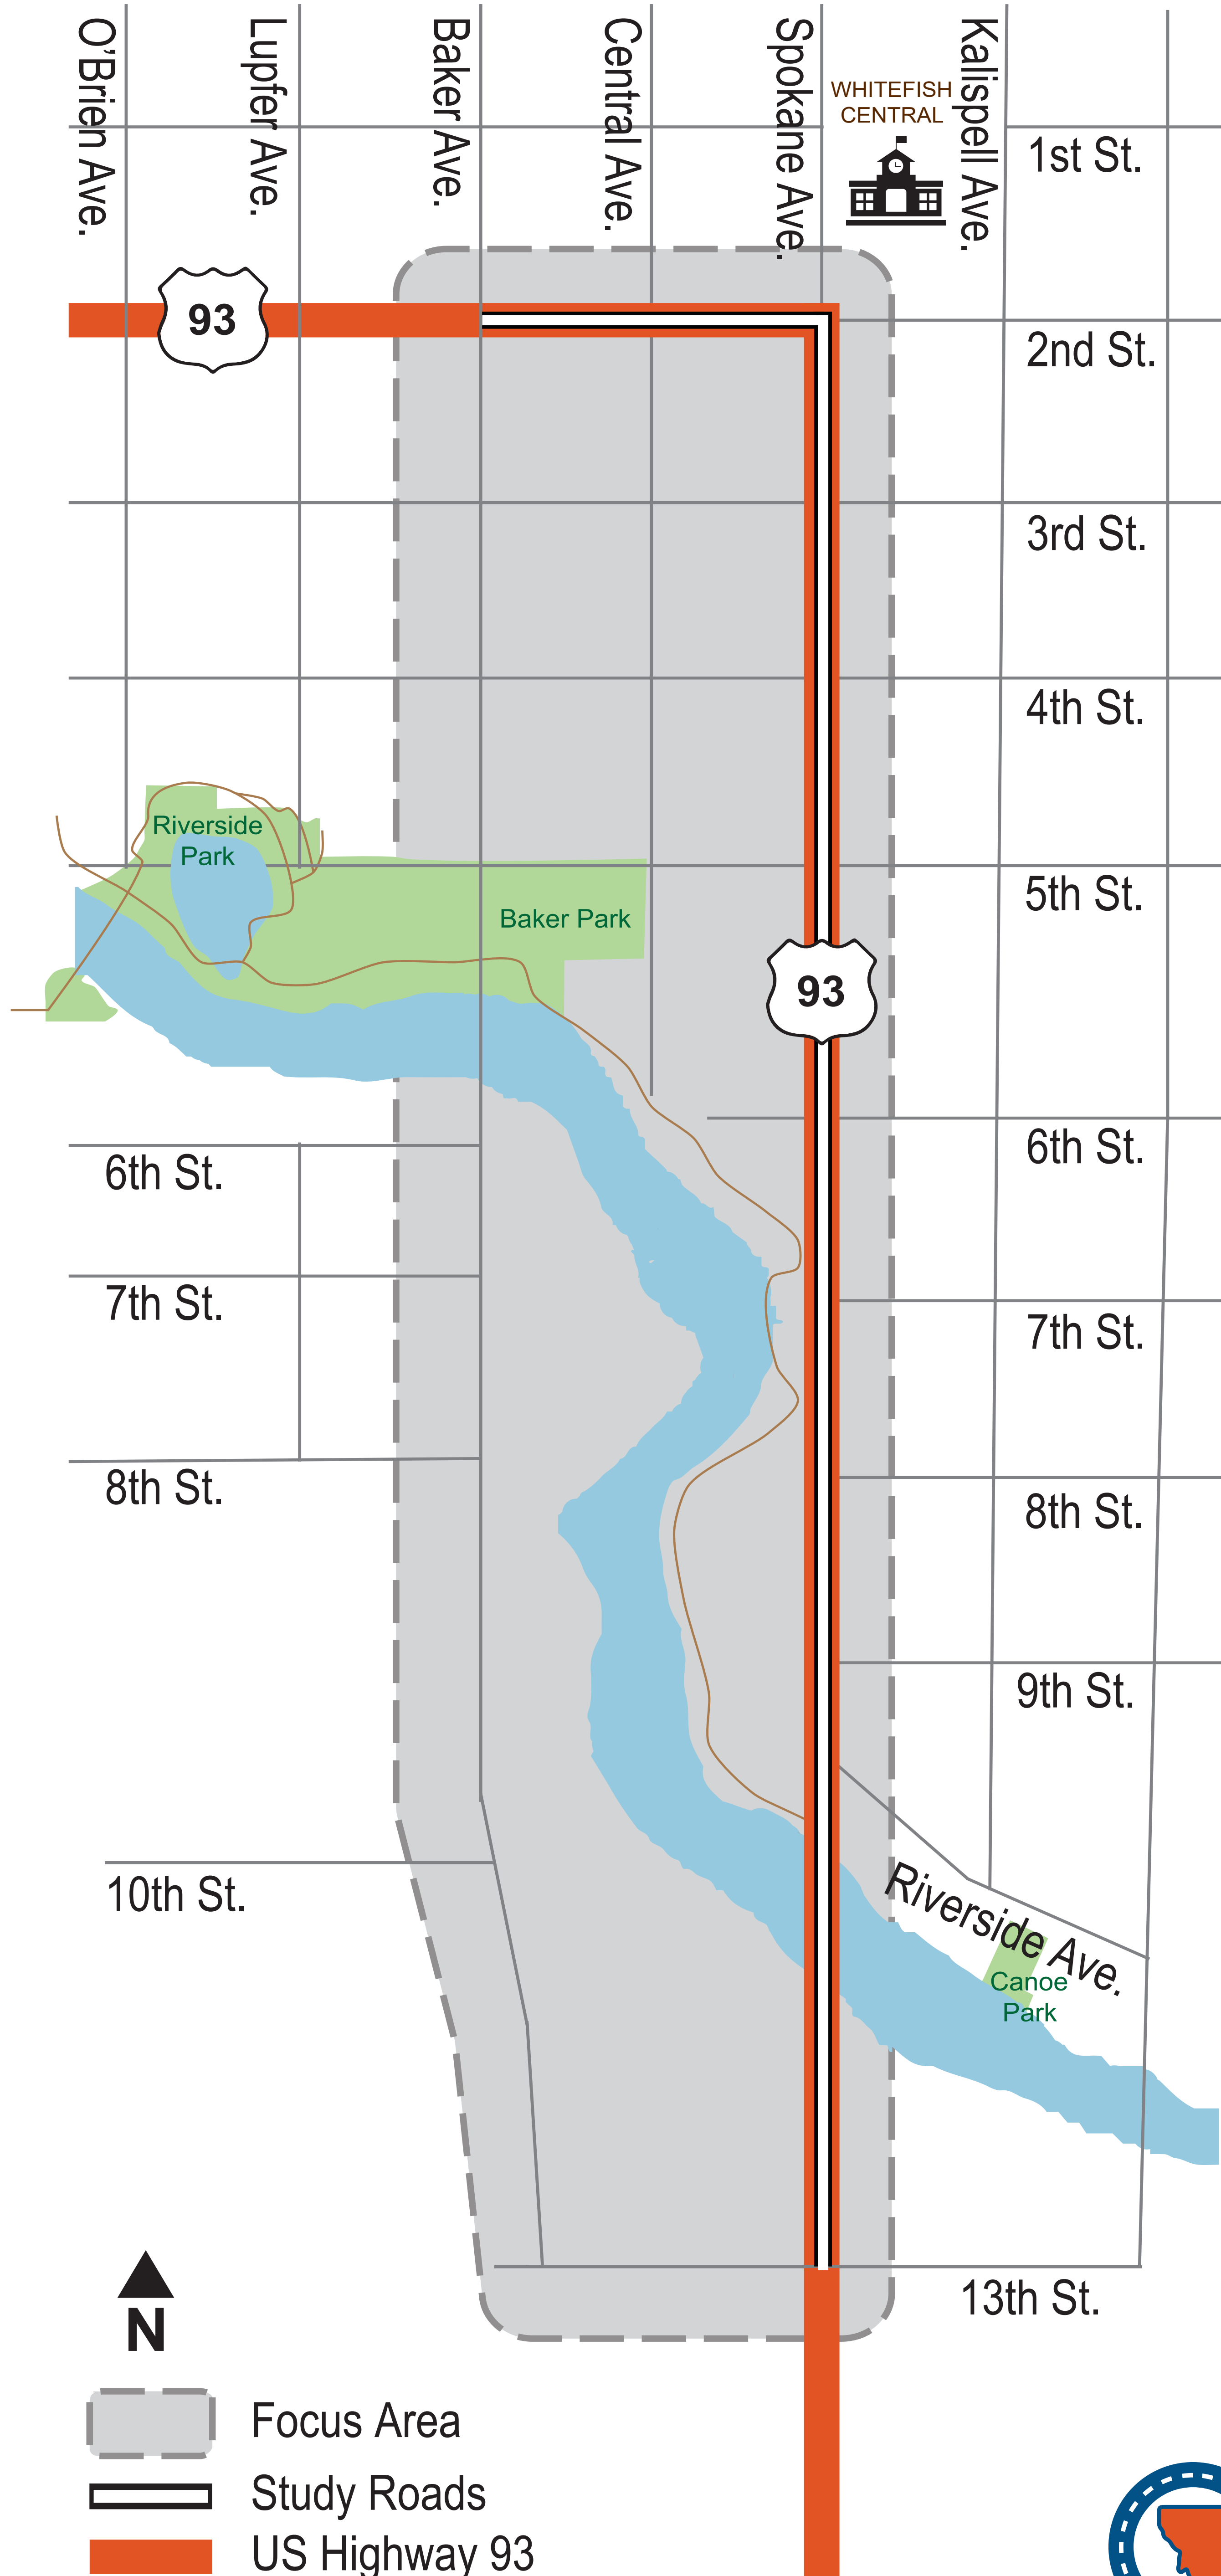 O'Brien Ave.
Lupfer Ave.
Baker Ave.
Central Ave.
Spokane Ave.
WHITEFISH
CENTRAL
Kalispell Ave.
1st St.
93
2nd St.
3rd St.
4th St.
Riverside
Park
5th St.
Baker Park
93
6th St.
6th St.
7th St.
7th St.
8th St.
8th St.
9th St.
10th St.
Riverside Ave.
Canoe
Park
13th St.
N
Focus Area
Study Roads
US Highway 93